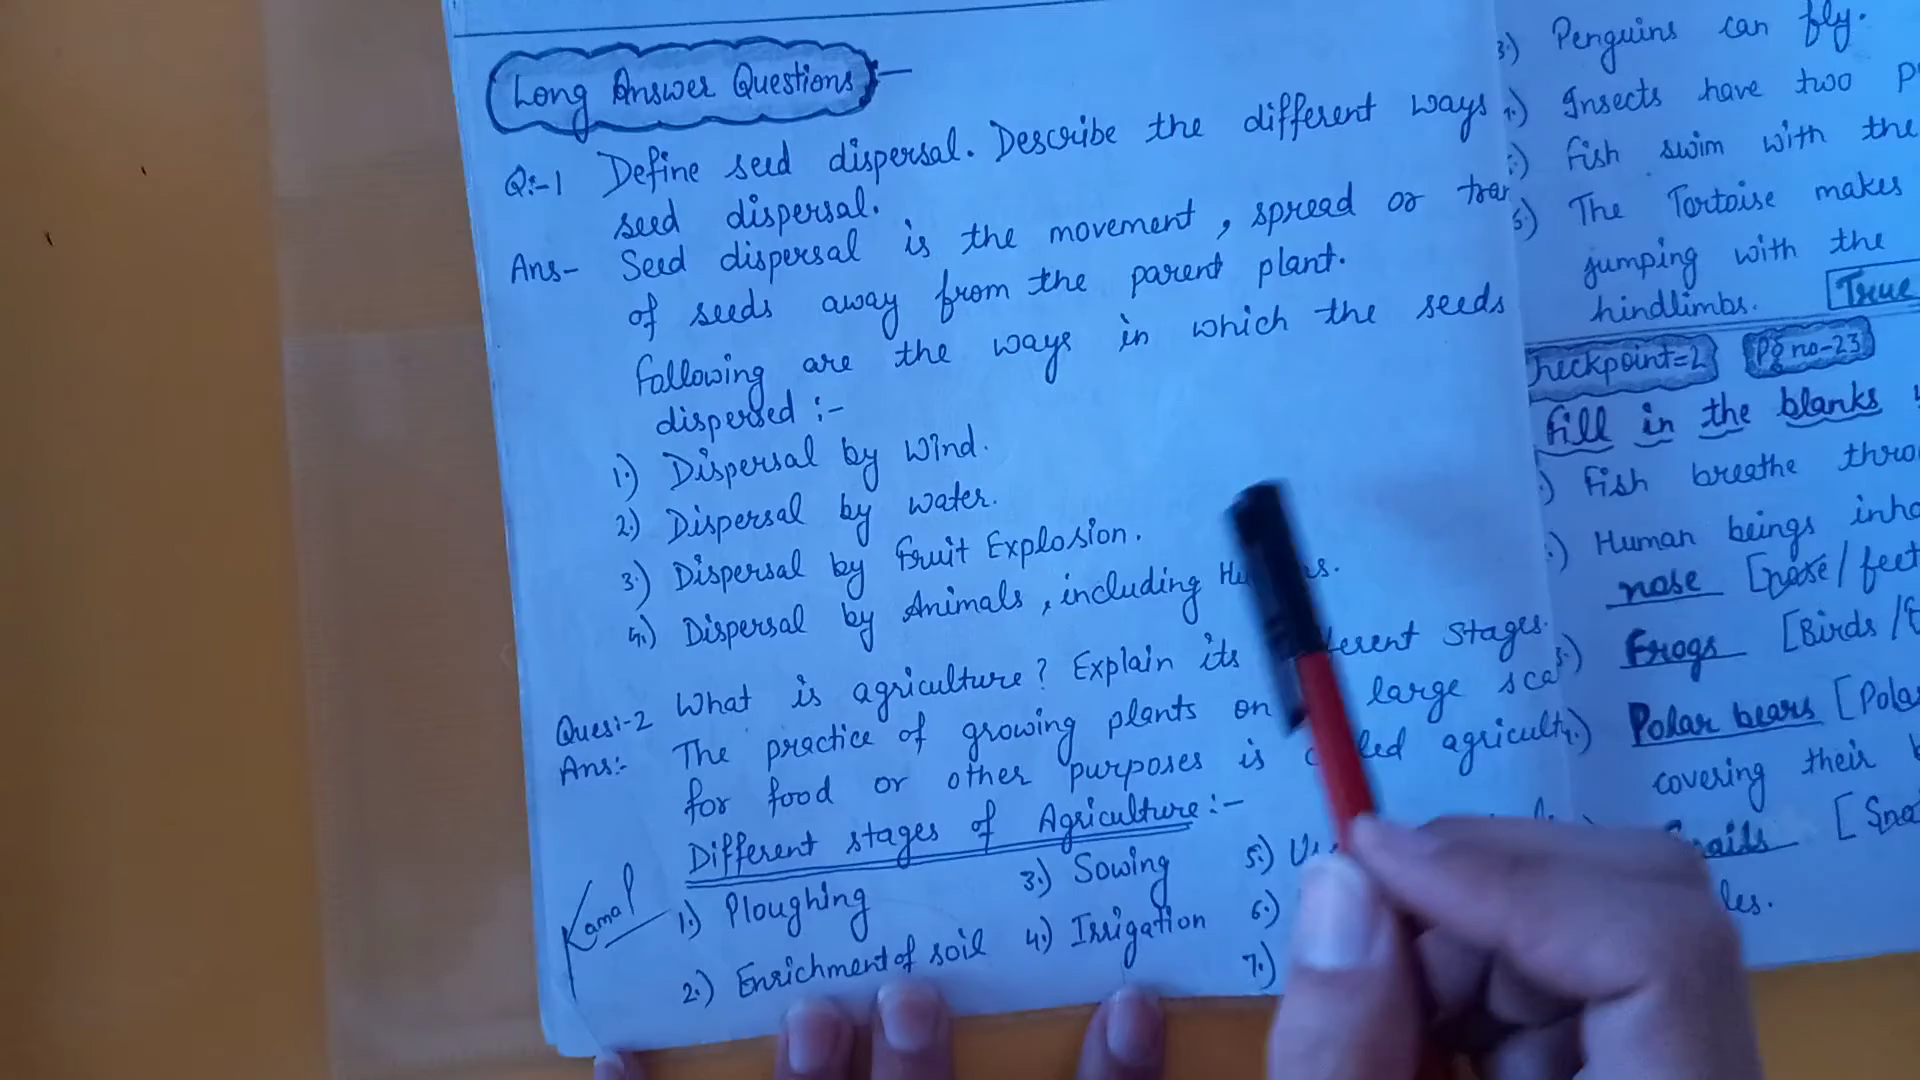 Long Answer Questions :-
Q:-1 Define seed dispersal. Describe the different ways
seed dispersal.
Ans- Seed dispersal is the movement, spread or
of seeds away from the parent plant.
Following are the ways in which the seeds
dispersed :-
1.) Dispersal by Wind.
2.) Dispersal by water.
3.) Dispersal by Fruit Explosion.
4.) Dispersal by Animals, including
Ques:-2 What is agriculture? Explain its Stages.
Ans:- The practice of growing plants on large
for food or other purposes is
Different stages of Agriculture :-
1.) Ploughing
2.) Enrichment of soil
3.) Sowing
4.) Irrigation
5.)
6.)
7.)
Kamal
3.) Penguins can fly.
Insects have two
Fish swim with the
5.) The Tortoise makes
jumping with the
hindlimbs. True
Pg no-23
Fill in the blanks
Fish breathe
Human beings
nose [nose / feet
Frogs [Birds /
Polar bears
covering their